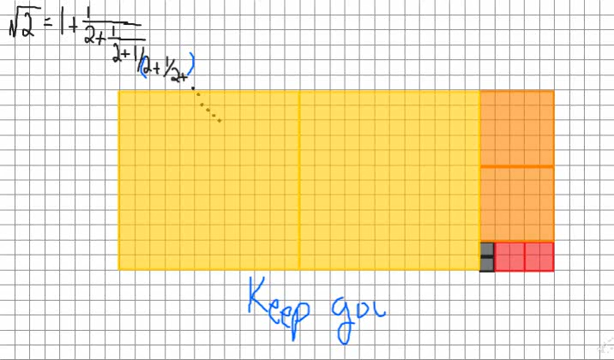 √2 = 1 + 1/2 + 1/2 + 1/(2 + 1/2+
Keep goi